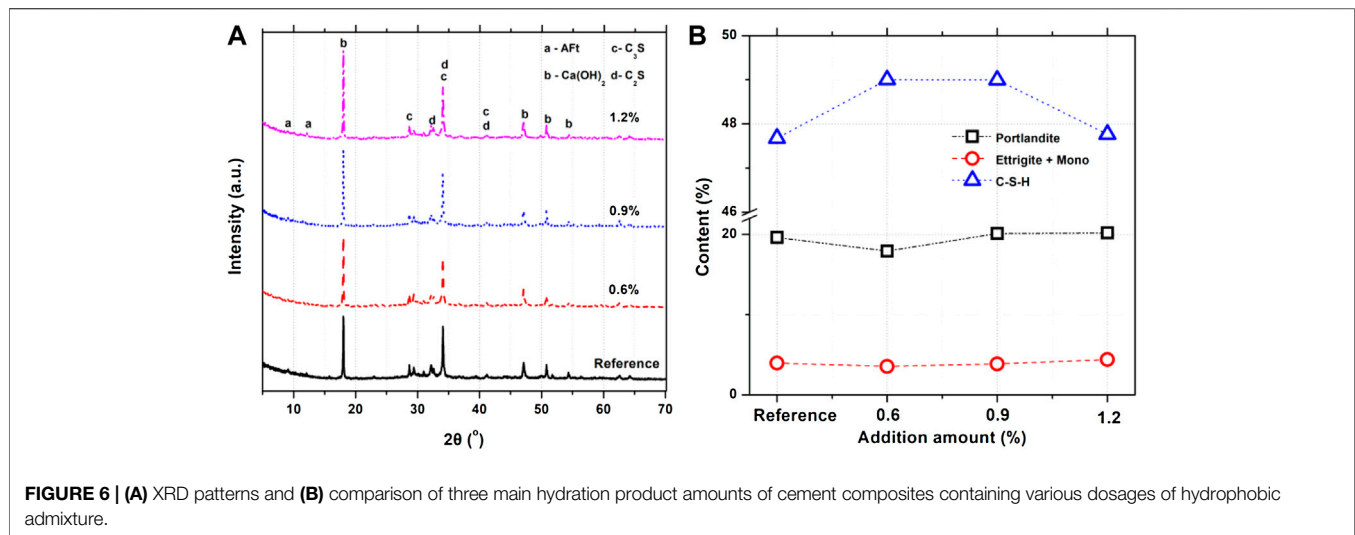 A
a - AFt c- C₃S
b - Ca(OH)₂ d- C₂S
b
d
c
1.2%
a a
c
d
c
d
b b b
0.9%
0.6%
Reference
Intensity (a.u.)
10 20 30 40 50 60 70
2θ (°)
B
50
48
46
20
0
Content (%)
Portlandite
Ettrigite + Mono
C-S-H
Reference 0.6 0.9 1.2
Addition amount (%)
FIGURE 6 | (A) XRD patterns and (B) comparison of three main hydration product amounts of cement composites containing various dosages of hydrophobic
admixture.